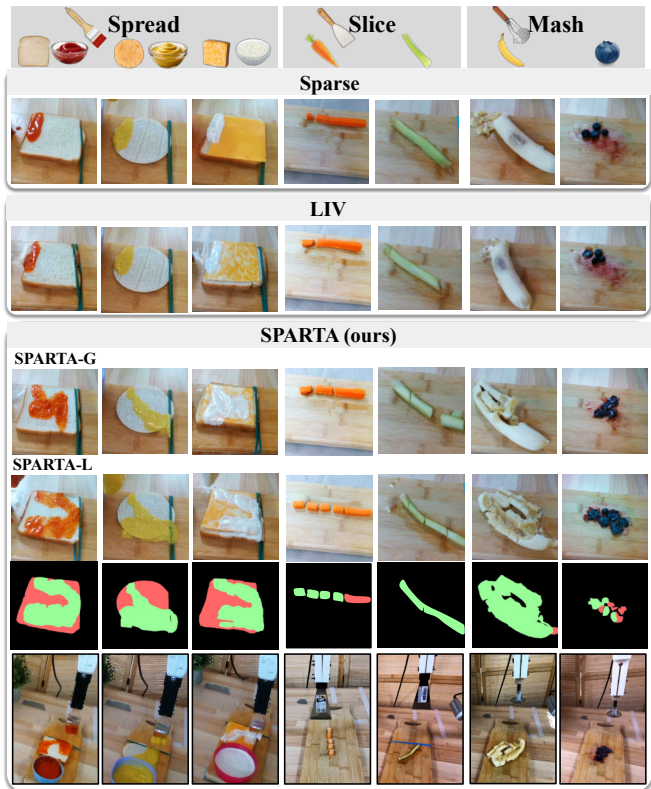 Spread Slice Mash
Sparse
LIV
SPARTA (ours)
SPARTA-G
SPARTA-L